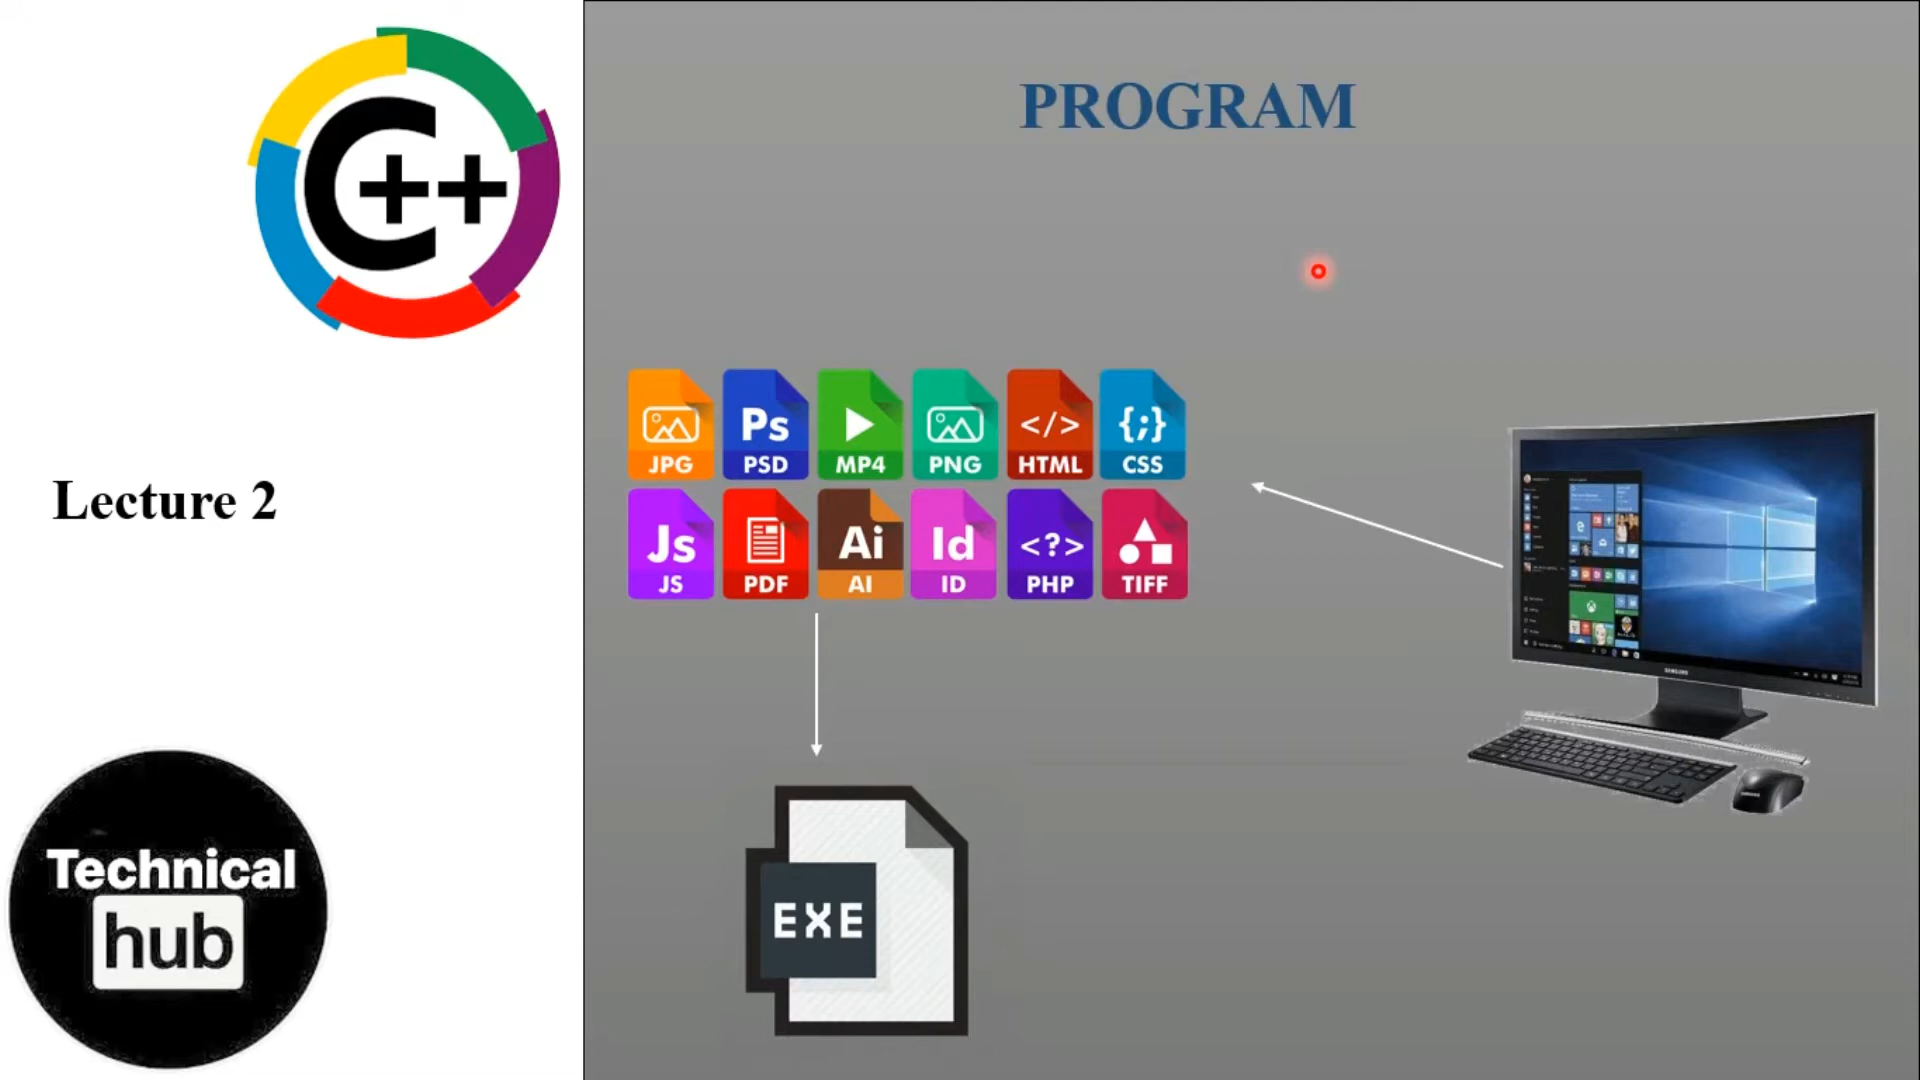 C++
PROGRAM
Lecture 2
JPG
Ps
PSD
MP4
PNG
</>
HTML
{;}
CSS
Js
JS
PDF
Ai
AI
Id
ID
<?>
PHP
TIFF
SAMSUNG
EXE
Technical
hub